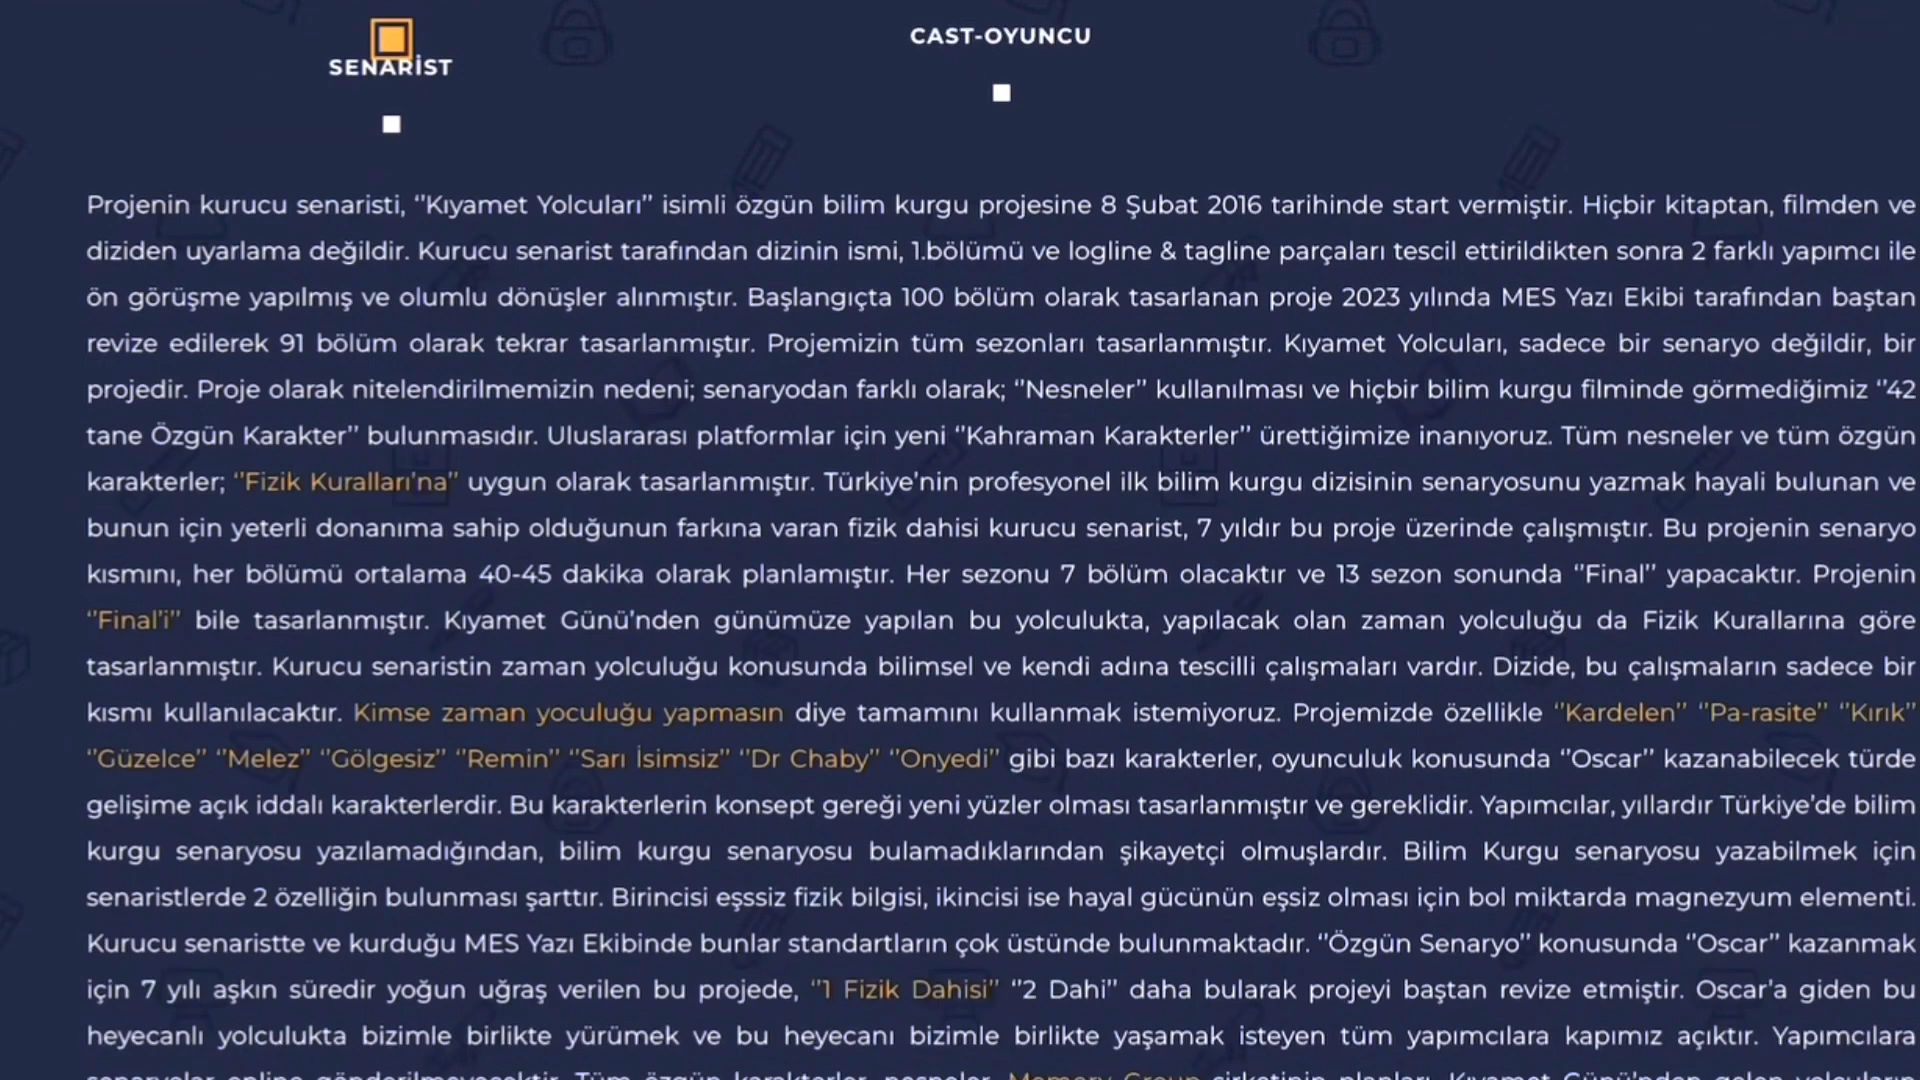 CAST-OYUNCU
SENARİST
Projenin kurucu senaristi, ‘’Kıyamet Yolcuları’’ isimli özgün bilim kurgu projesine 8 Şubat 2016 tarihinde start vermiştir. Hiçbir kitaptan, filmden ve
diziden uyarlama değildir. Kurucu senarist tarafından dizinin ismi, 1.bölümü ve logline & tagline parçaları tescil ettirildikten sonra 2 farklı yapımcı ile
ön görüşme yapılmış ve olumlu dönüşler alınmıştır. Başlangıçta 100 bölüm olarak tasarlanan proje 2023 yılında MES Yazı Ekibi tarafından baştan
revize edilerek 91 bölüm olarak tekrar tasarlanmıştır. Projemizin tüm sezonları tasarlanmıştır. Kıyamet Yolcuları, sadece bir senaryo değildir, bir
projedir. Proje olarak nitelendirilmemizin nedeni; senaryodan farklı olarak; ‘’Nesneler’’ kullanılması ve hiçbir bilim kurgu filminde görmediğimiz ‘’42
tane Özgün Karakter’’ bulunmasıdır. Uluslararası platformlar için yeni ‘’Kahraman Karakterler’’ ürettiğimize inanıyoruz. Tüm nesneler ve tüm özgün
karakterler; ‘’Fizik Kuralları’na’’ uygun olarak tasarlanmıştır. Türkiye’nin profesyonel ilk bilim kurgu dizisinin senaryosunu yazmak hayali bulunan ve
bunun için yeterli donanıma sahip olduğunun farkına varan fizik dahisi kurucu senarist, 7 yıldır bu proje üzerinde çalışmıştır. Bu projenin senaryo
kısmını, her bölümü ortalama 40-45 dakika olarak planlamıştır. Her sezonu 7 bölüm olacaktır ve 13 sezon sonunda ‘’Final’’ yapacaktır. Projenin
‘’Final’i’’ bile tasarlanmıştır. Kıyamet Günü’nden günümüze yapılan bu yolculukta, yapılacak olan zaman yolculuğu da Fizik Kurallarına göre
tasarlanmıştır. Kurucu senaristin zaman yolculuğu konusunda bilimsel ve kendi adına tescilli çalışmaları vardır. Dizide, bu çalışmaların sadece bir
kısmı kullanılacaktır. Kimse zaman yoculuğu yapmasın diye tamamını kullanmak istemiyoruz. Projemizde özellikle ‘’Kardelen’’ ‘’Pa-rasite’’ ‘’Kırık’’
‘’Güzelce’’ ‘’Melez’’ ‘’Gölgesiz’’ ‘’Remin’’ ‘’Sarı İsimsiz’’ ‘’Dr Chaby’’ ‘’Onyedi’’ gibi bazı karakterler, oyunculuk konusunda ‘’Oscar’’ kazanabilecek türde
gelişime açık iddalı karakterlerdir. Bu karakterlerin konsept gereği yeni yüzler olması tasarlanmıştır ve gereklidir. Yapımcılar, yıllardır Türkiye’de bilim
kurgu senaryosu yazılamadığından, bilim kurgu senaryosu bulamadıklarından şikayetçi olmuşlardır. Bilim Kurgu senaryosu yazabilmek için
senaristlerde 2 özelliğin bulunması şarttır. Birincisi eşssiz fizik bilgisi, ikincisi ise hayal gücünün eşsiz olması için bol miktarda magnezyum elementi.
Kurucu senaristte ve kurduğu MES Yazı Ekibinde bunlar standartların çok üstünde bulunmaktadır. ‘’Özgün Senaryo’’ konusunda ‘’Oscar’’ kazanmak
için 7 yılı aşkın süredir yoğun uğraş verilen bu projede, ‘’1 Fizik Dahisi’’ ‘’2 Dahi’’ daha bularak projeyi baştan revize etmiştir. Oscar’a giden bu
heyecanlı yolculukta bizimle birlikte yürümek ve bu heyecanı bizimle birlikte yaşamak isteyen tüm yapımcılara kapımız açıktır. Yapımcılara
senaryolar online gönderilmeyecektir. Tüm özgün karakterler, nesneler, Memory Group şirketinin planları, Kıyamet Günü’nden gelen yolcuların